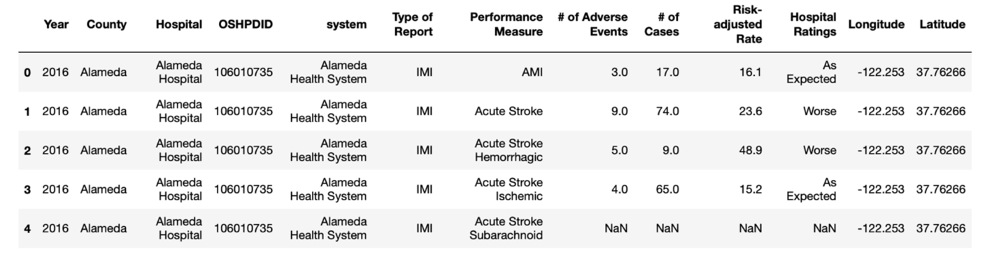 Year County Hospital OSHPDID system Type of Report Performance Measure # of Adverse Events # of Cases Risk-adjusted Rate Hospital Ratings Longitude Latitude
0 2016 Alameda Alameda Hospital 106010735 Alameda Health System IMI AMI 3.0 17.0 16.1 As Expected -122.253 37.76266
1 2016 Alameda Alameda Hospital 106010735 Alameda Health System IMI Acute Stroke 9.0 74.0 23.6 Worse -122.253 37.76266
2 2016 Alameda Alameda Hospital 106010735 Alameda Health System IMI Acute Stroke Hemorrhagic 5.0 9.0 48.9 Worse -122.253 37.76266
3 2016 Alameda Alameda Hospital 106010735 Alameda Health System IMI Acute Stroke Ischemic 4.0 65.0 15.2 As Expected -122.253 37.76266
4 2016 Alameda Alameda Hospital 106010735 Alameda Health System IMI Acute Stroke Subarachnoid NaN NaN NaN NaN -122.253 37.76266